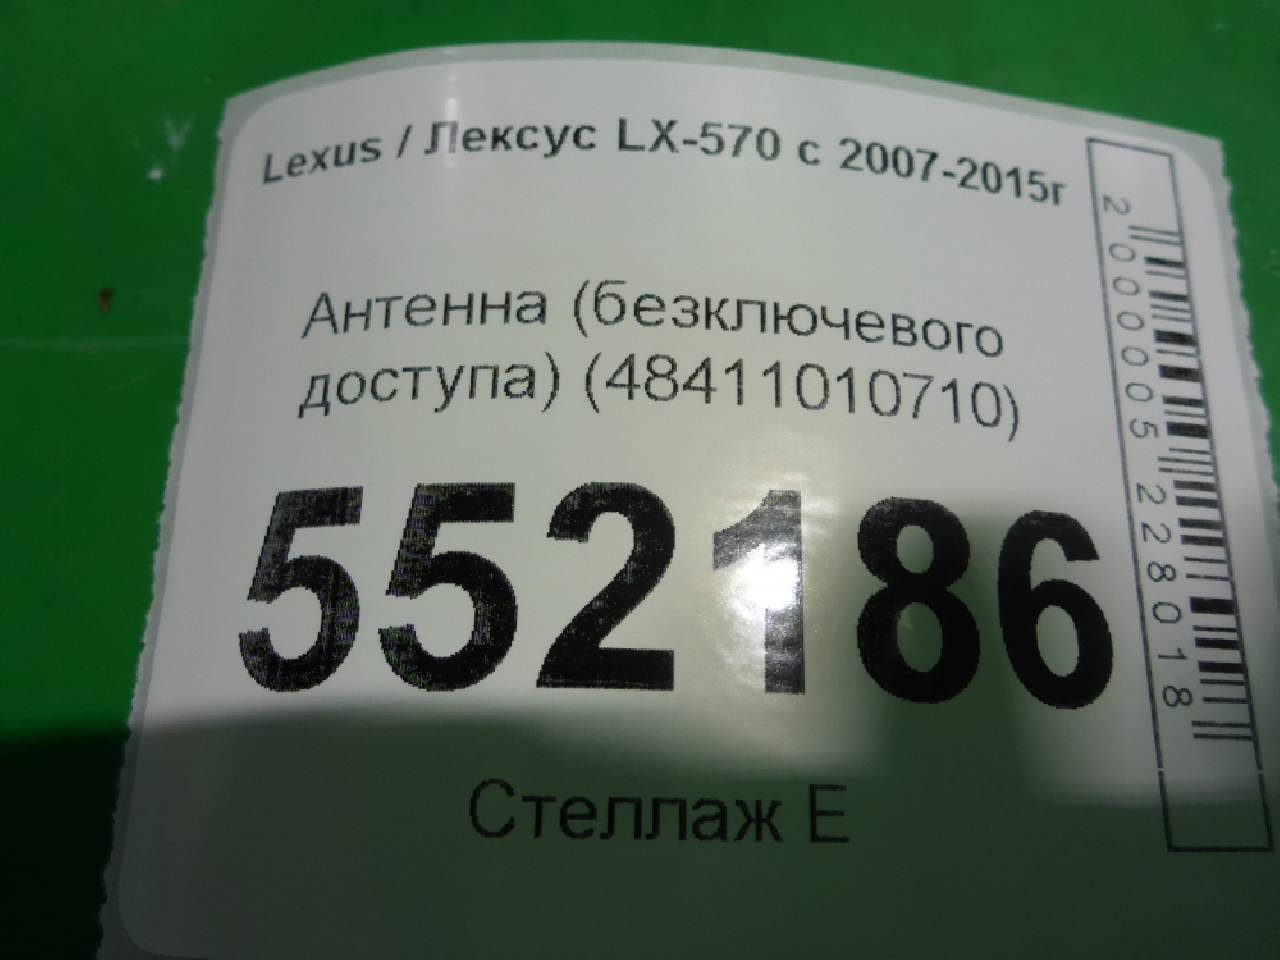 Lexus / Лексус LX-570 с 2007-2015г
Антенна (безключевого
доступа) (48411010710)
552186
Стеллаж Е
2000005228018